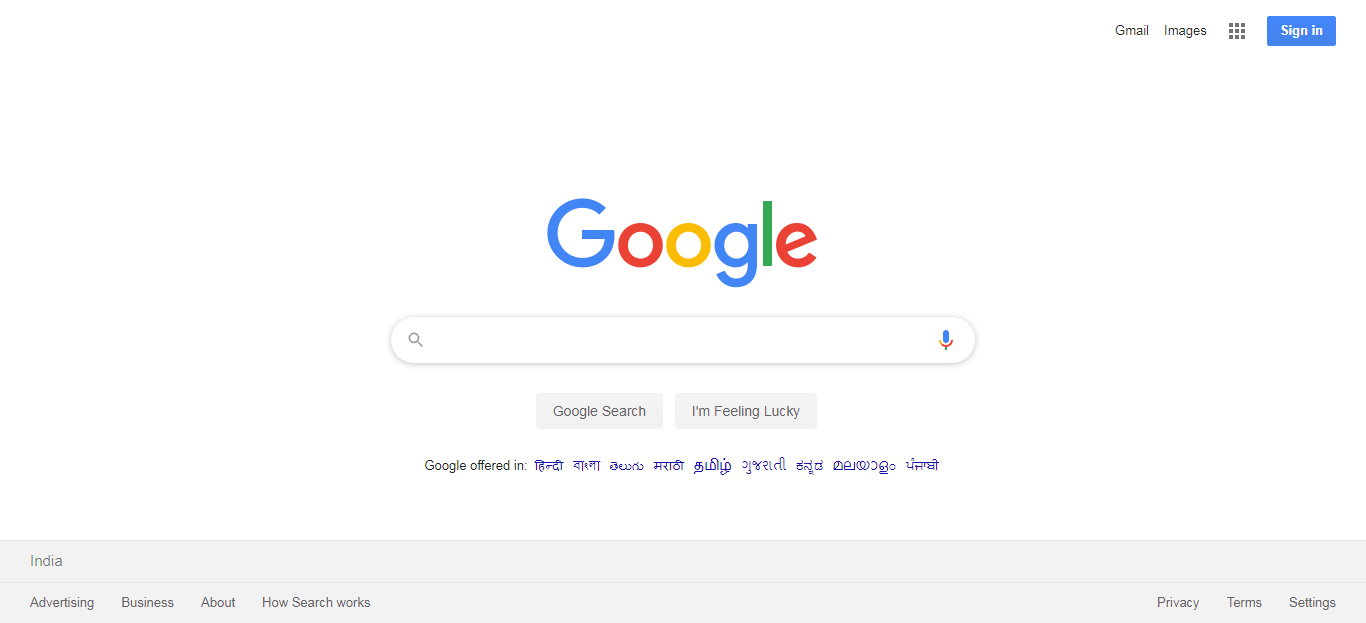 Gmail Images Sign in
Google
Google Search I'm Feeling Lucky
Google offered in: हिन्दी বাংলা తెలుగు मराठी தமிழ் ગુજરાતી ಕನ್ನಡ മലയാളം ਪੰਜਾਬੀ
India
Advertising Business About How Search works Privacy Terms Settings